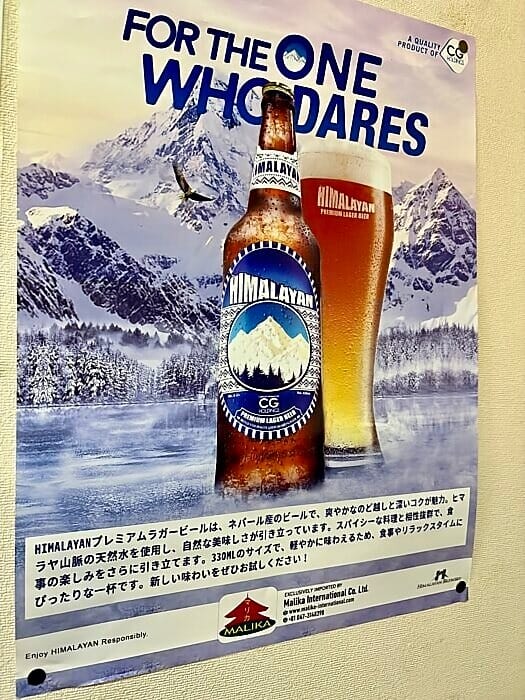 FOR THE ONE
WHO DARES
A QUALITY
PRODUCT OF
CG
HOLDINGS
HIMALAYAN
HIMALAYAN
PREMIUM LAGER BEER
HIMALAYAN
CG
HOLDINGS
PREMIUM LAGER BEER
HIMALAYANプレミアムラガービールは、ネパール産のビールで、爽やかなのど越しと深いコクが魅力。ヒマ
ラヤ山脈の天然水を使用し、自然な美味しさが引き立っています。スパイシーな料理と相性抜群で、食
事の楽しみをさらに引き立てます。330MLのサイズで、軽やかに味わえるため、食事やリラックスタイムに
ぴったりな一杯です。新しい味わいをぜひお試しください！
Enjoy HIMALAYAN Responsibly.
マリカ
MALIKA
EXCLUSIVELY IMPORTED BY
Malika International Co. Ltd.
www.malika-international.com
HIMALAYAN BREWERY